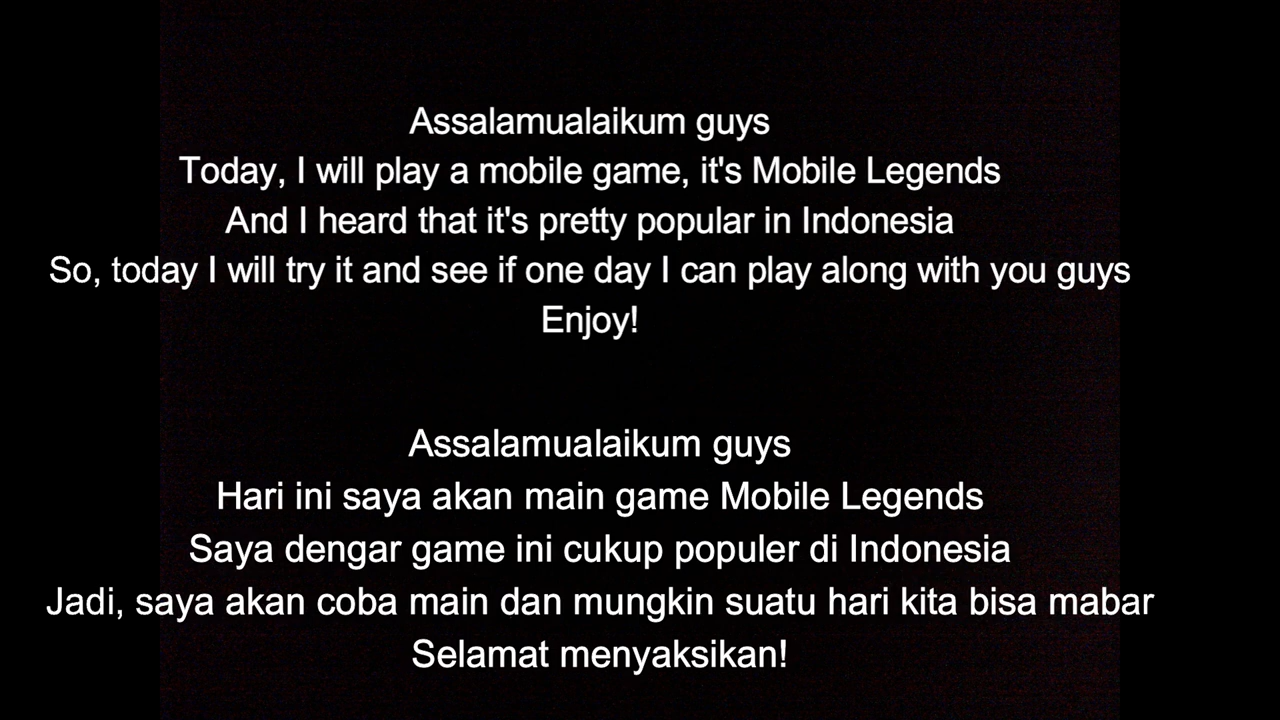 Assalamualaikum guys
Today, I will play a mobile game, it's Mobile Legends
And I heard that it's pretty popular in Indonesia
So, today I will try it and see if one day I can play along with you guys
Enjoy!
Assalamualaikum guys
Hari ini saya akan main game Mobile Legends
Saya dengar game ini cukup populer di Indonesia
Jadi, saya akan coba main dan mungkin suatu hari kita bisa mabar
Selamat menyaksikan!